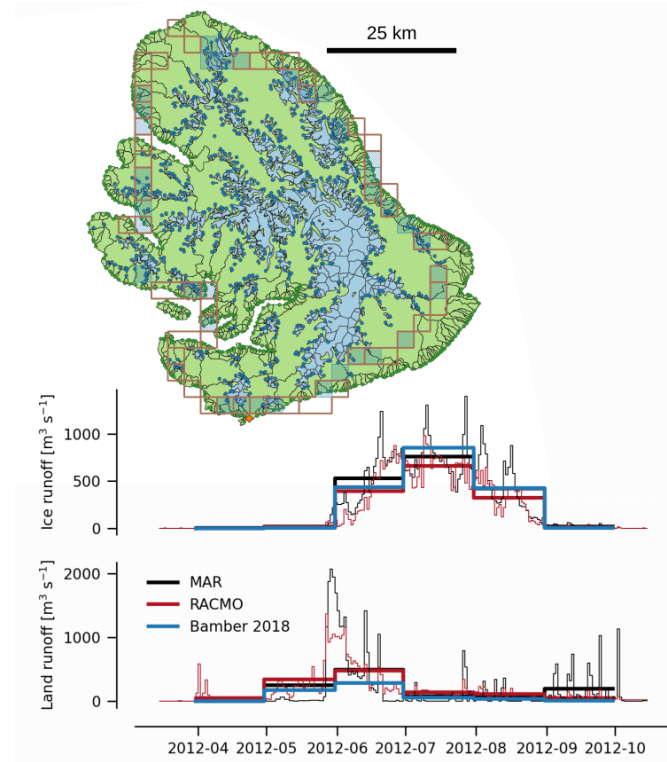 25 km
Ice runoff [m³ s⁻¹]
1000
500
0
Land runoff [m³ s⁻¹]
2000
1000
0
MAR
RACMO
Bamber 2018
2012-04 2012-05 2012-06 2012-07 2012-08 2012-09 2012-10